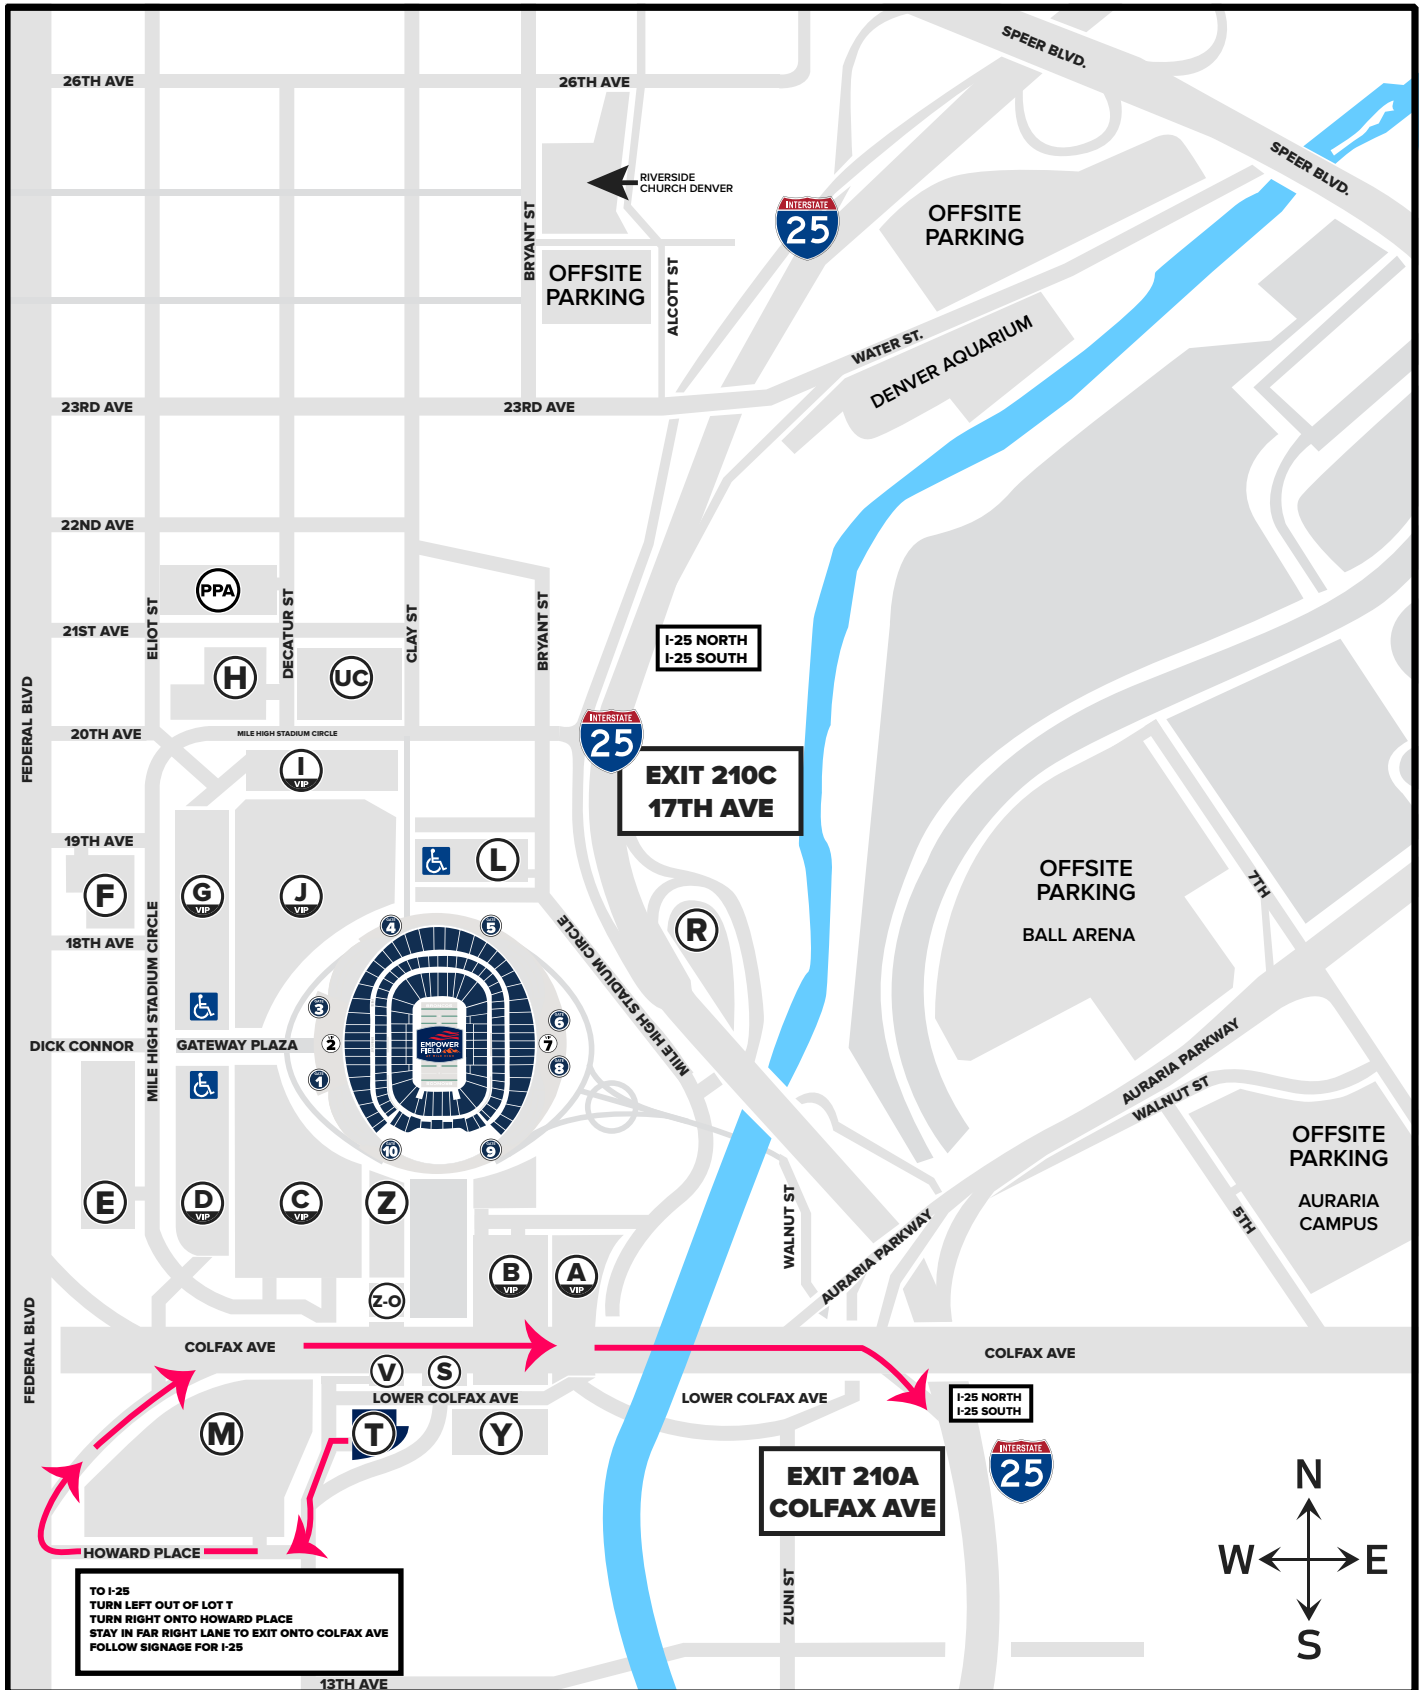 SPEER BLVD.
26TH AVE
26TH AVE
SPEER BLVD.
RIVERSIDE
CHURCH DENVER
INTERSTATE
25
OFFSITE
PARKING
BRYANT ST
OFFSITE
PARKING
ALCOTT ST
WATER ST.
DENVER AQUARIUM
23RD AVE
23RD AVE
22ND AVE
PPA
ELIOT ST
DECATUR ST
CLAY ST
BRYANT ST
21ST AVE
I-25 NORTH
I-25 SOUTH
H
UC
FEDERAL BLVD
20TH AVE
MILE HIGH STADIUM CIRCLE
INTERSTATE
25
I
VIP
EXIT 210C
17TH AVE
19TH AVE
L
F
G
VIP
J
VIP
OFFSITE
PARKING
BALL ARENA
7TH
18TH AVE
MILE HIGH STADIUM CIRCLE
4
5
MILE HIGH STADIUM CIRCLE
R
3
6
DICK CONNOR
GATEWAY PLAZA
2
EMPOWER
FIELD
7
8
1
AURARIA PARKWAY
WALNUT ST
10
9
OFFSITE
PARKING
AURARIA
CAMPUS
E
D
VIP
C
VIP
Z
WALNUT ST
AURARIA PARKWAY
5TH
B
VIP
A
VIP
Z-O
FEDERAL BLVD
COLFAX AVE
COLFAX AVE
V
S
LOWER COLFAX AVE
LOWER COLFAX AVE
I-25 NORTH
I-25 SOUTH
M
T
Y
INTERSTATE
25
EXIT 210A
COLFAX AVE
N
W
E
S
HOWARD PLACE
ZUNI ST
TO I-25
TURN LEFT OUT OF LOT T
TURN RIGHT ONTO HOWARD PLACE
STAY IN FAR RIGHT LANE TO EXIT ONTO COLFAX AVE
FOLLOW SIGNAGE FOR I-25
13TH AVE